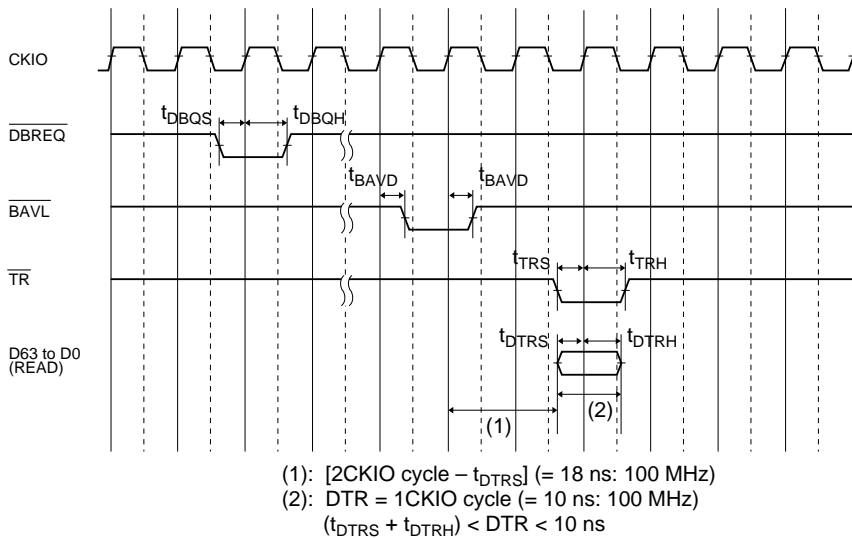 CKIO
tDBQS tDBQH
DBREQ
tBAVD tBAVD
BAVL
tTRS tTRH
TR
tDTRS tDTRH
D63 to D0
(READ)
(1) (2)
(1): [2CKIO cycle – tDTRS] (= 18 ns: 100 MHz)
(2): DTR = 1CKIO cycle (= 10 ns: 100 MHz)
(tDTRS + tDTRH) < DTR < 10 ns